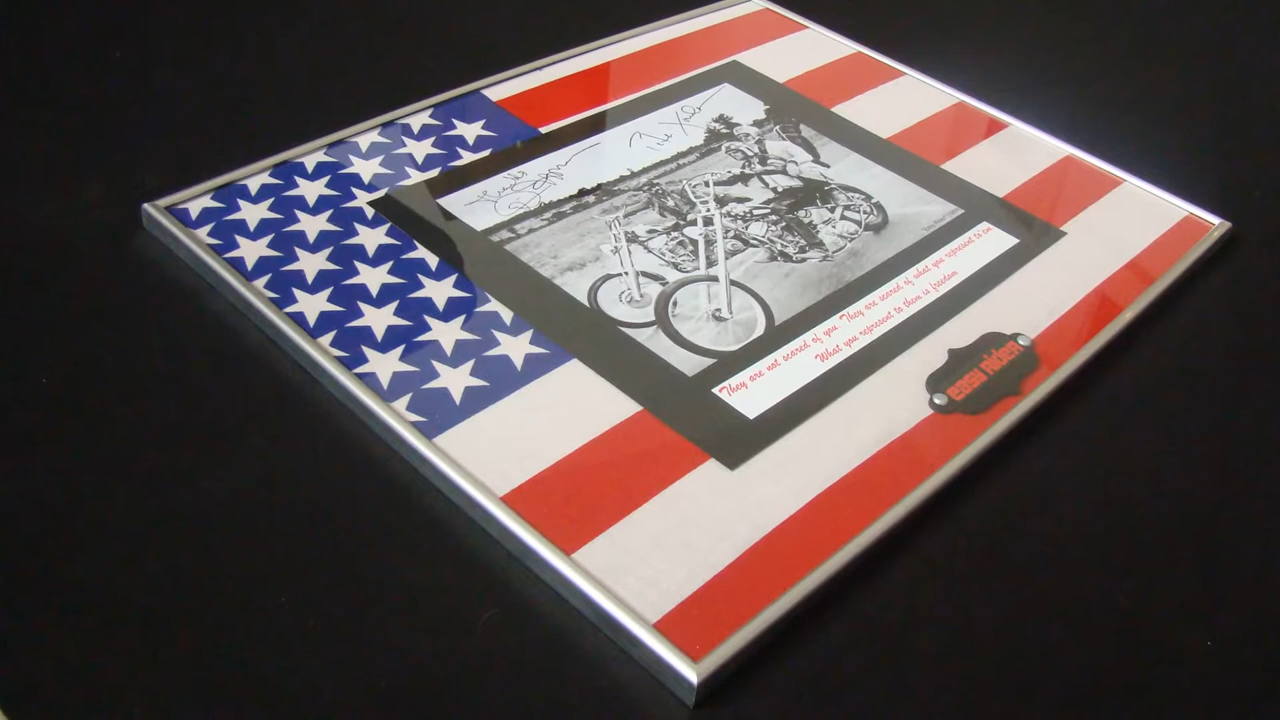 They are not scared of you. They are scared of what you represent to em
What you represent to them is freedom
easy rider